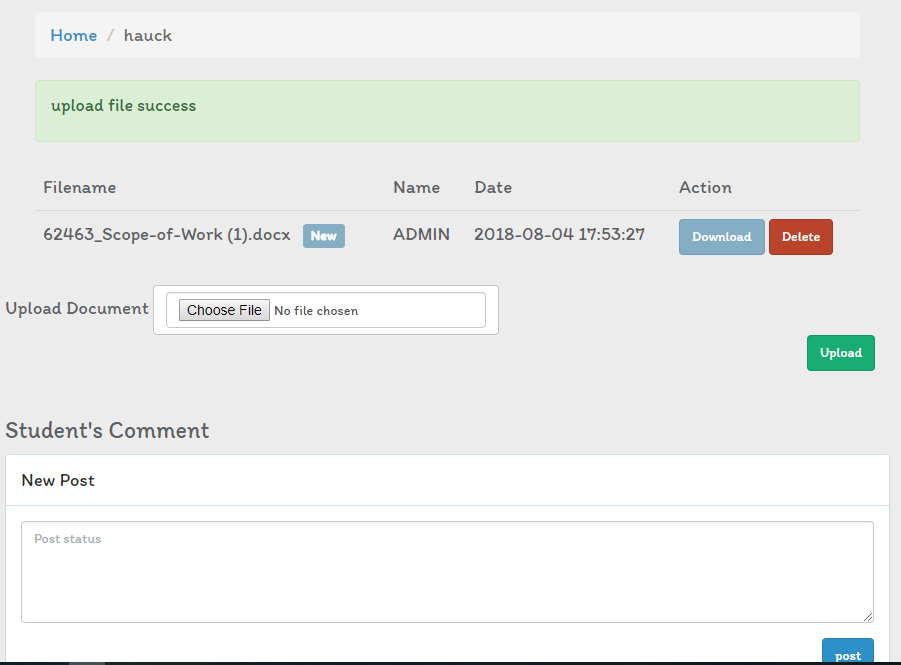 Home / hauck
upload file success
Filename Name Date Action
62463_Scope-of-Work (1).docx New ADMIN 2018-08-04 17:53:27 Download Delete
Upload Document Choose File No file chosen
Upload
Student's Comment
New Post
Post status
post